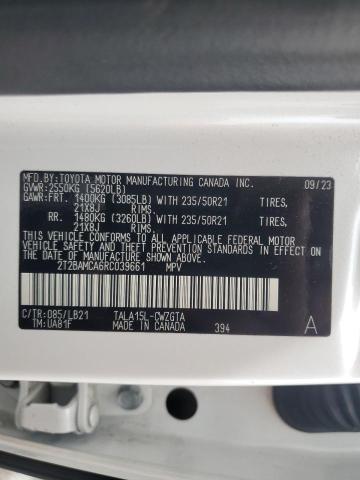 MFD.BY:TOYOTA MOTOR MANUFACTURING CANADA INC. 09/23
GVWR:2550KG (5620LB)
GAWR:FRT. 1400KG (3085LB) WITH 235/50R21 TIRES,
21X8J RIMS.
RR. 1480KG (3260LB) WITH 235/50R21 TIRES,
21X8J RIMS.
THIS VEHICLE CONFORMS TO ALL APPLICABLE FEDERAL MOTOR
VEHICLE SAFETY STANDARDS IN EFFECT ON
THE DATE OF MANUFACTURE SHOWN ABOVE.
2T2BAMCA6RC039661 MPV
C/TR:085/LB21 TALA15L-CWZGTA
TM:UA81F MADE IN CANADA 394 A